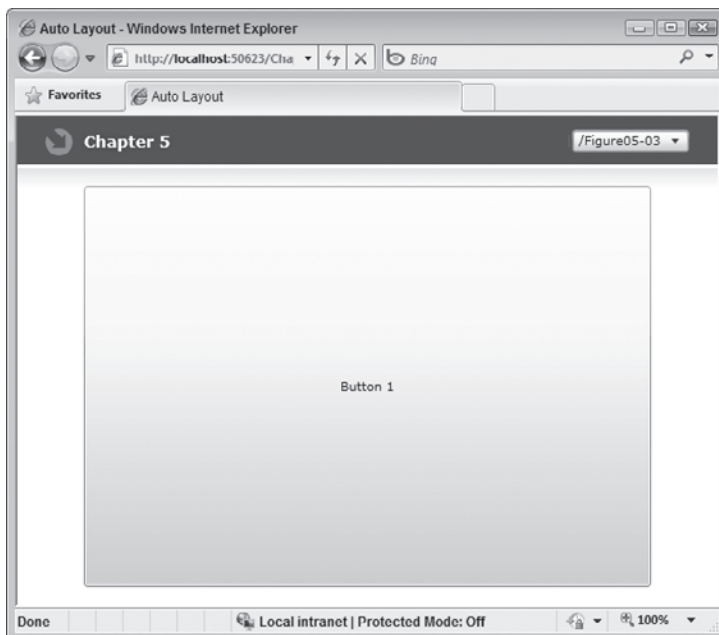 Auto Layout - Windows Internet Explorer
http://localhost:50623/Cha
Bing
Favorites
Auto Layout
Chapter 5
/Figure05-03
Button 1
Done
Local intranet | Protected Mode: Off
100%